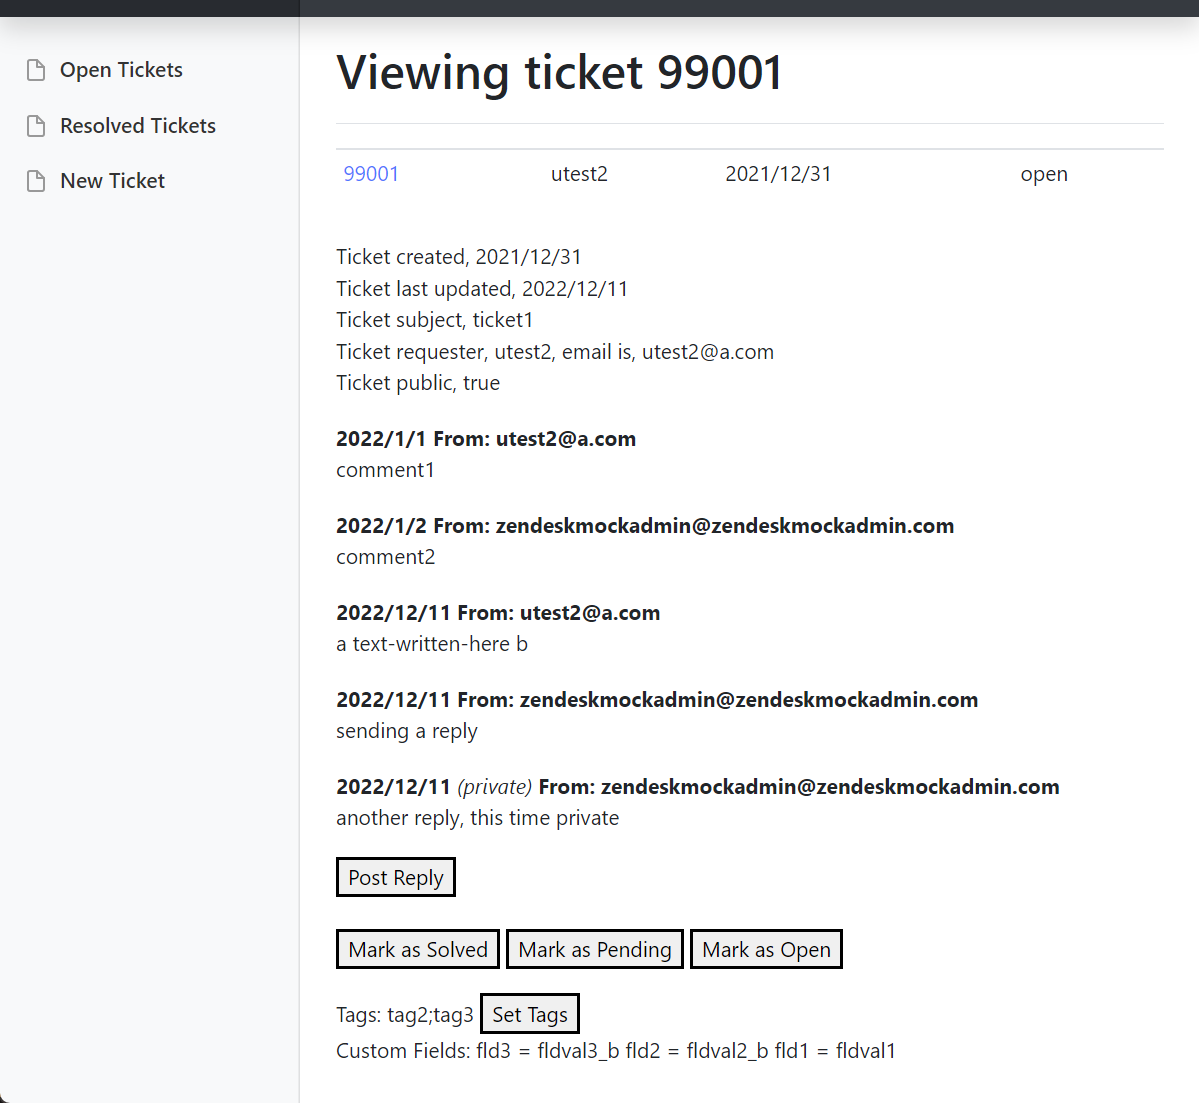 Open Tickets
Resolved Tickets
New Ticket
Viewing ticket 99001
99001 utest2 2021/12/31 open
Ticket created, 2021/12/31
Ticket last updated, 2022/12/11
Ticket subject, ticket1
Ticket requester, utest2, email is, utest2@a.com
Ticket public, true
2022/1/1 From: utest2@a.com
comment1
2022/1/2 From: zendeskmockadmin@zendeskmockadmin.com
comment2
2022/12/11 From: utest2@a.com
a text-written-here b
2022/12/11 From: zendeskmockadmin@zendeskmockadmin.com
sending a reply
2022/12/11 (private) From: zendeskmockadmin@zendeskmockadmin.com
another reply, this time private
Post Reply
Mark as Solved Mark as Pending Mark as Open
Tags: tag2;tag3 Set Tags
Custom Fields: fld3 = fldval3_b fld2 = fldval2_b fld1 = fldval1